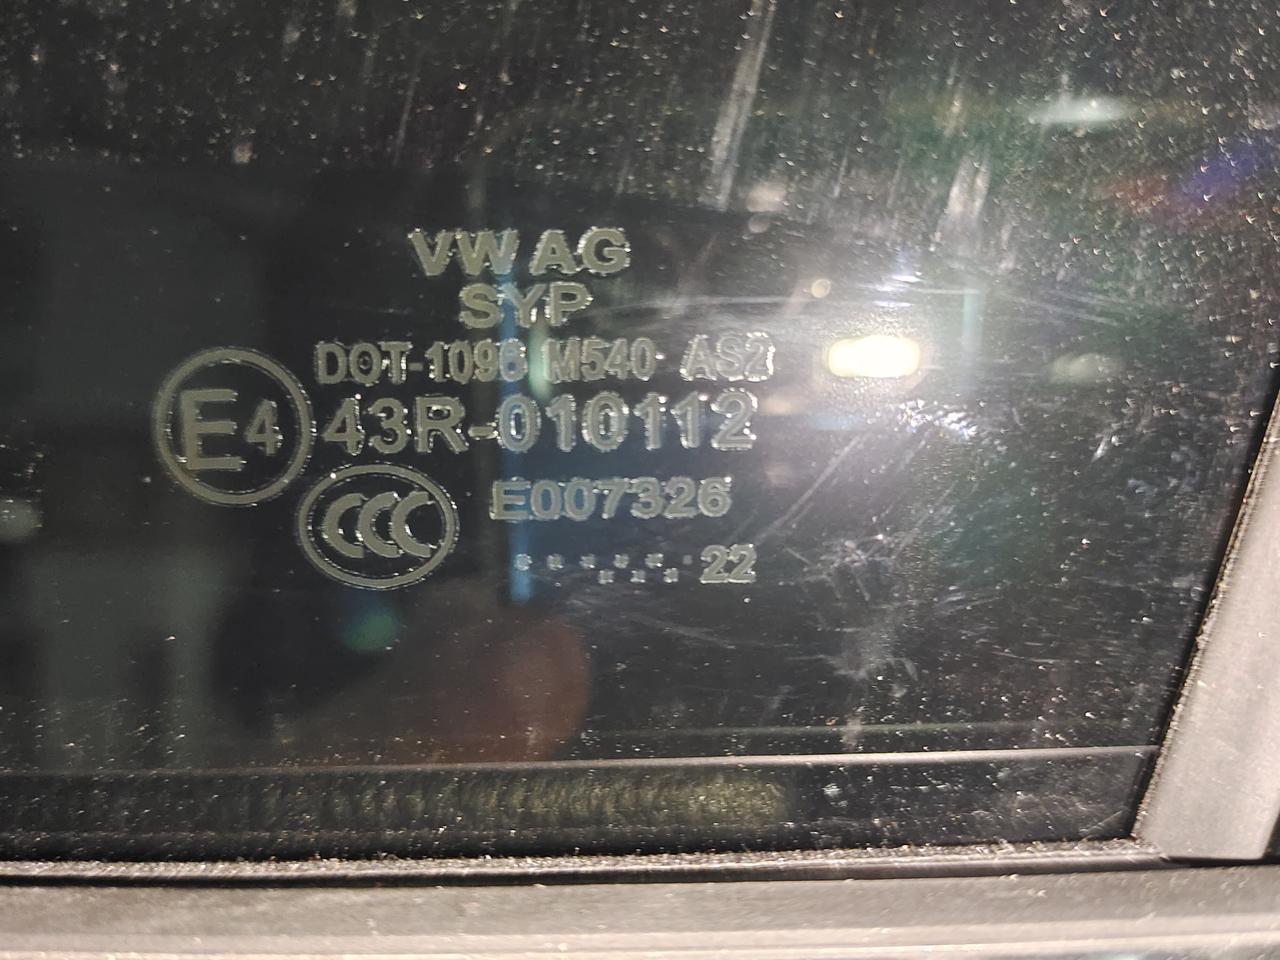 VW AG
SYP
DOT-1096 M540 AS2
E4 43R-010112
CCC E007326
22